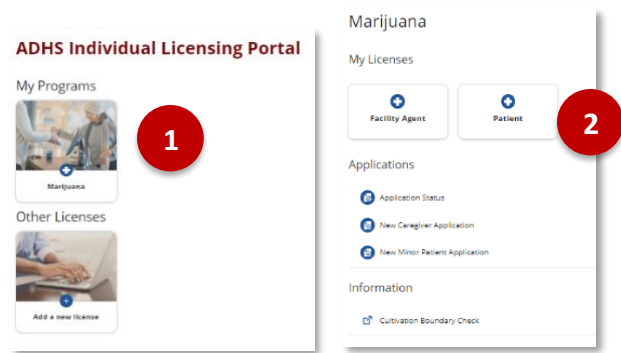 ADHS Individual Licensing Portal
My Programs
Marijuana
Other Licenses
Add a new license
1
Marijuana
My Licenses
Facility Agent
Patient
2
Applications
Application Status
New Caregiver Application
New Minor Patient Application
Information
Cultivation Boundary Check